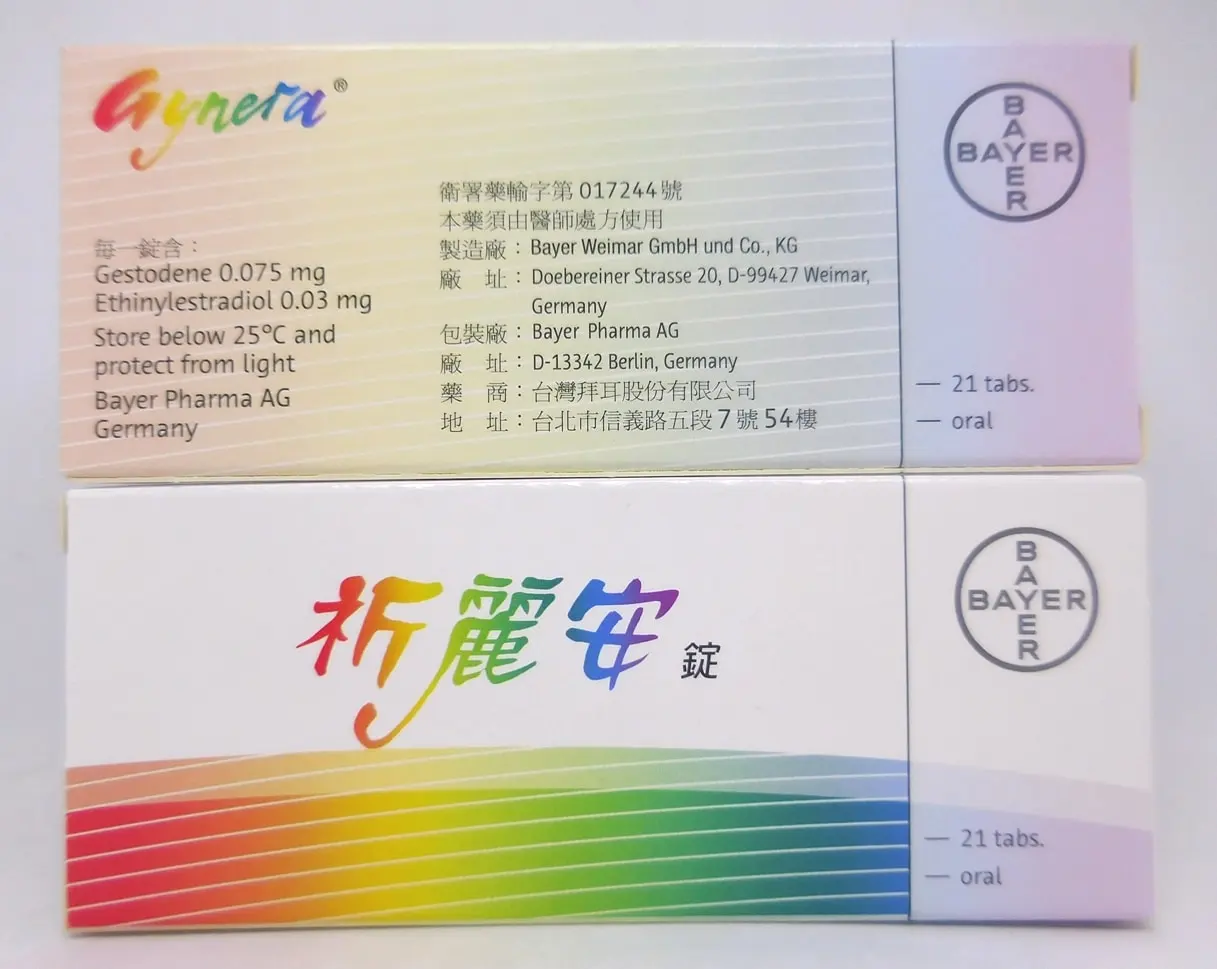 Gynera®
每一錠含：
Gestodene 0.075 mg
Ethinylestradiol 0.03 mg
Store below 25°C and
protect from light
Bayer Pharma AG
Germany
衛署藥輸字第 017244 號
本藥須由醫師處方使用
製造廠：Bayer Weimar GmbH und Co., KG
廠　址：Doebereiner Strasse 20, D-99427 Weimar,
Germany
包裝廠：Bayer Pharma AG
廠　址：D-13342 Berlin, Germany
藥　商：台灣拜耳股份有限公司
地　址：台北市信義路五段 7 號 54 樓
BAYER
BAYER
21 tabs.
oral
祈麗安錠
BAYER
BAYER
21 tabs.
oral